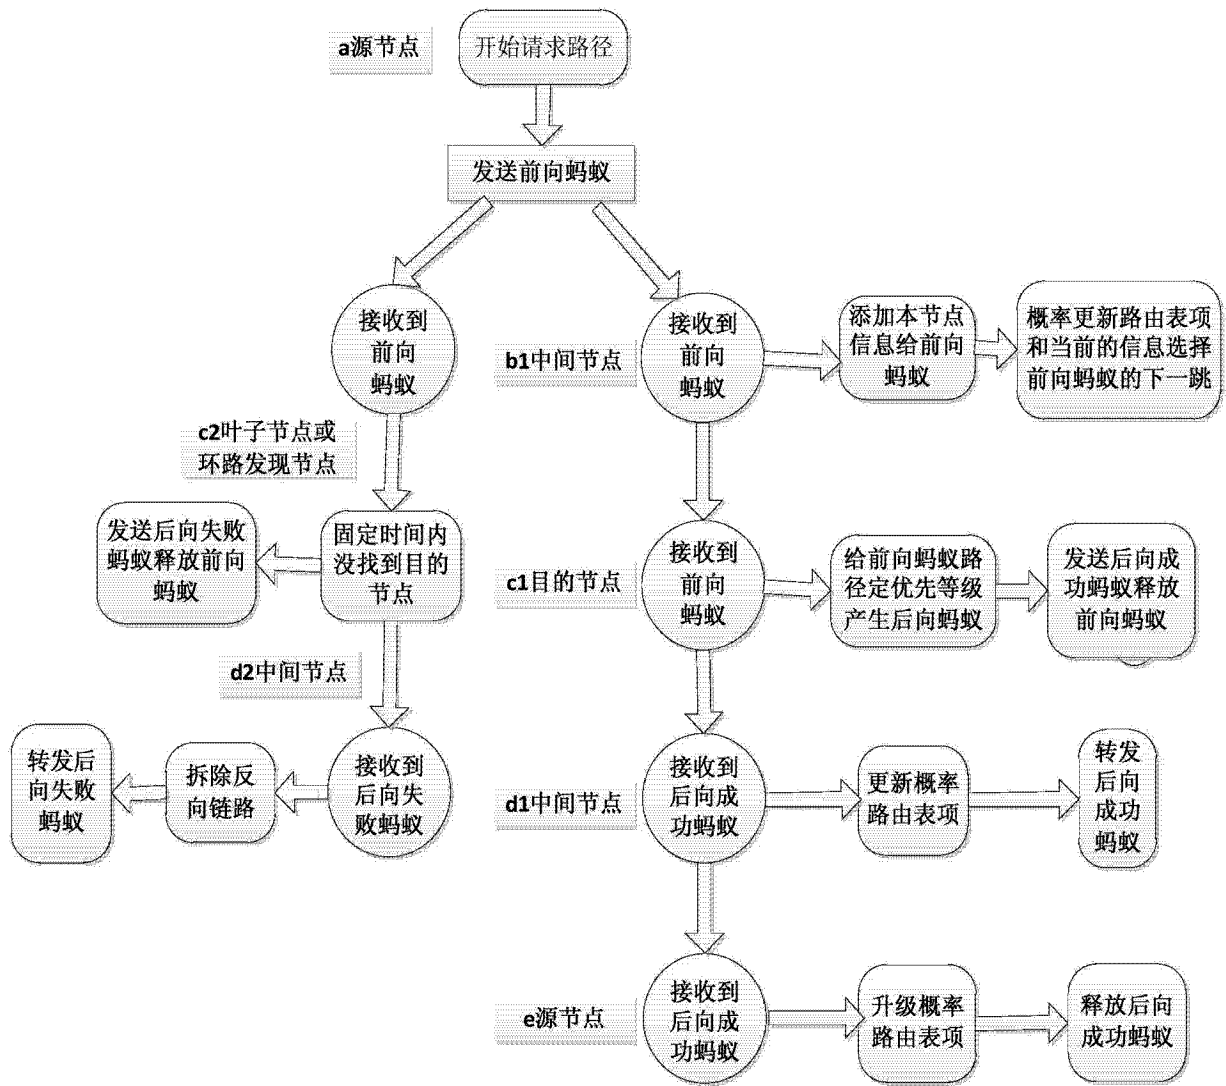 a源节点
开始请求路径
发送前向蚂蚁
接收到
前向
蚂蚁
b1中间节点
接收到
前向
蚂蚁
添加本节点
信息给前向
蚂蚁
概率更新路由表项
和当前的信息选择
前向蚂蚁的下一跳
c2叶子节点或
环路发现节点
发送后向失败
蚂蚁释放前向
蚂蚁
固定时间内
没找到目的
节点
c1目的节点
接收到
前向
蚂蚁
给前向蚂蚁路
径定优先等级
产生后向蚂蚁
发送后向成
功蚂蚁释放
前向蚂蚁
d2中间节点
转发后
向失败
蚂蚁
拆除反
向链路
接收到
后向失
败蚂蚁
d1中间节点
接收到
后向成
功蚂蚁
更新概率
路由表项
转发
后向
成功
蚂蚁
e源节点
接收到
后向成
功蚂蚁
升级概率
路由表项
释放后向
成功蚂蚁